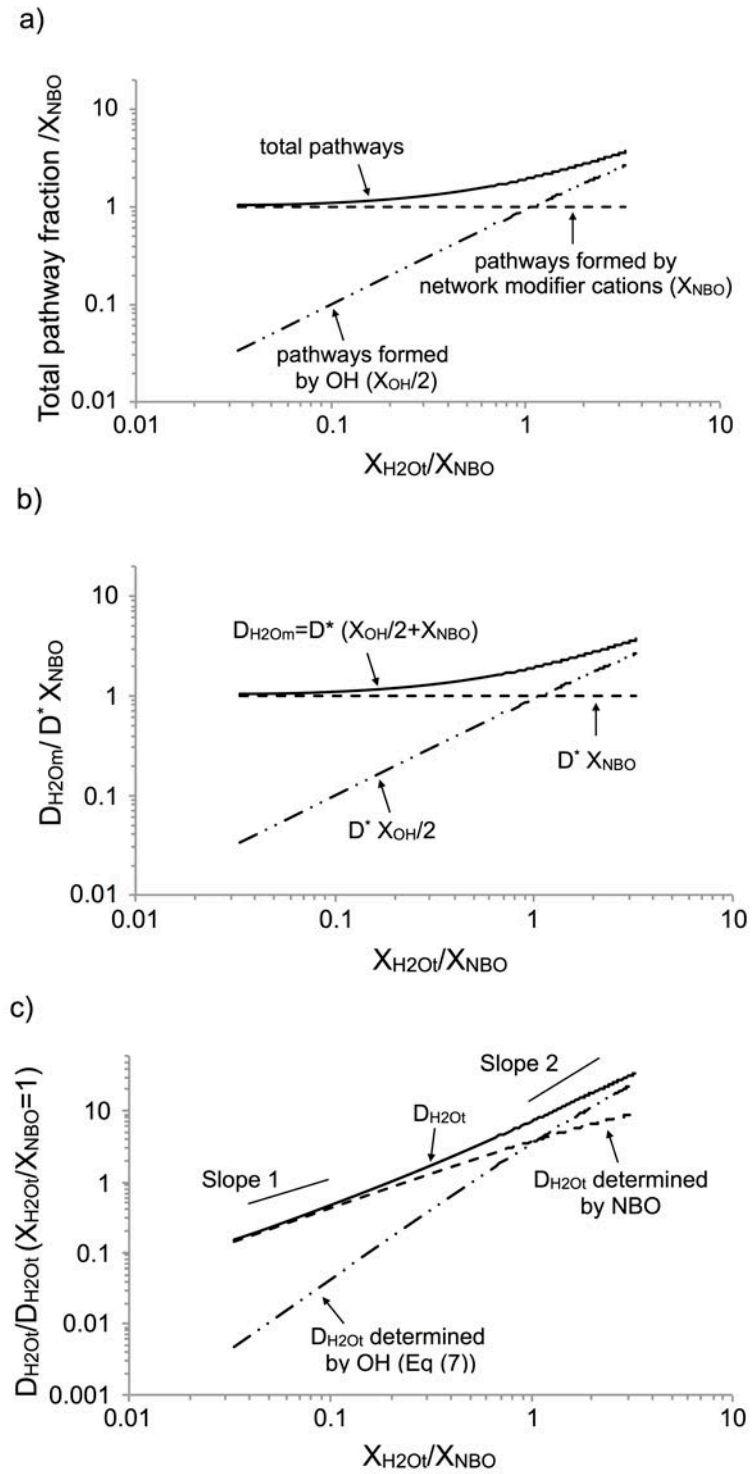 a)
Total pathway fraction /XNBO
10
1
0.1
0.01
total pathways
pathways formed by
network modifier cations (XNBO)
pathways formed
by OH (XOH/2)
0.01
0.1
1
10
XH2Ot/XNBO
b)
DH2Om/ D* XNBO
10
1
0.1
0.01
DH2Om=D* (XOH/2+XNBO)
D* XNBO
D* XOH/2
0.01
0.1
1
10
XH2Ot/XNBO
c)
DH2Ot/DH2Ot (XH2Ot/XNBO=1)
10
1
0.1
0.01
0.001
Slope 2
DH2Ot
Slope 1
DH2Ot determined
by NBO
DH2Ot determined
by OH (Eq (7))
0.01
0.1
1
10
XH2Ot/XNBO